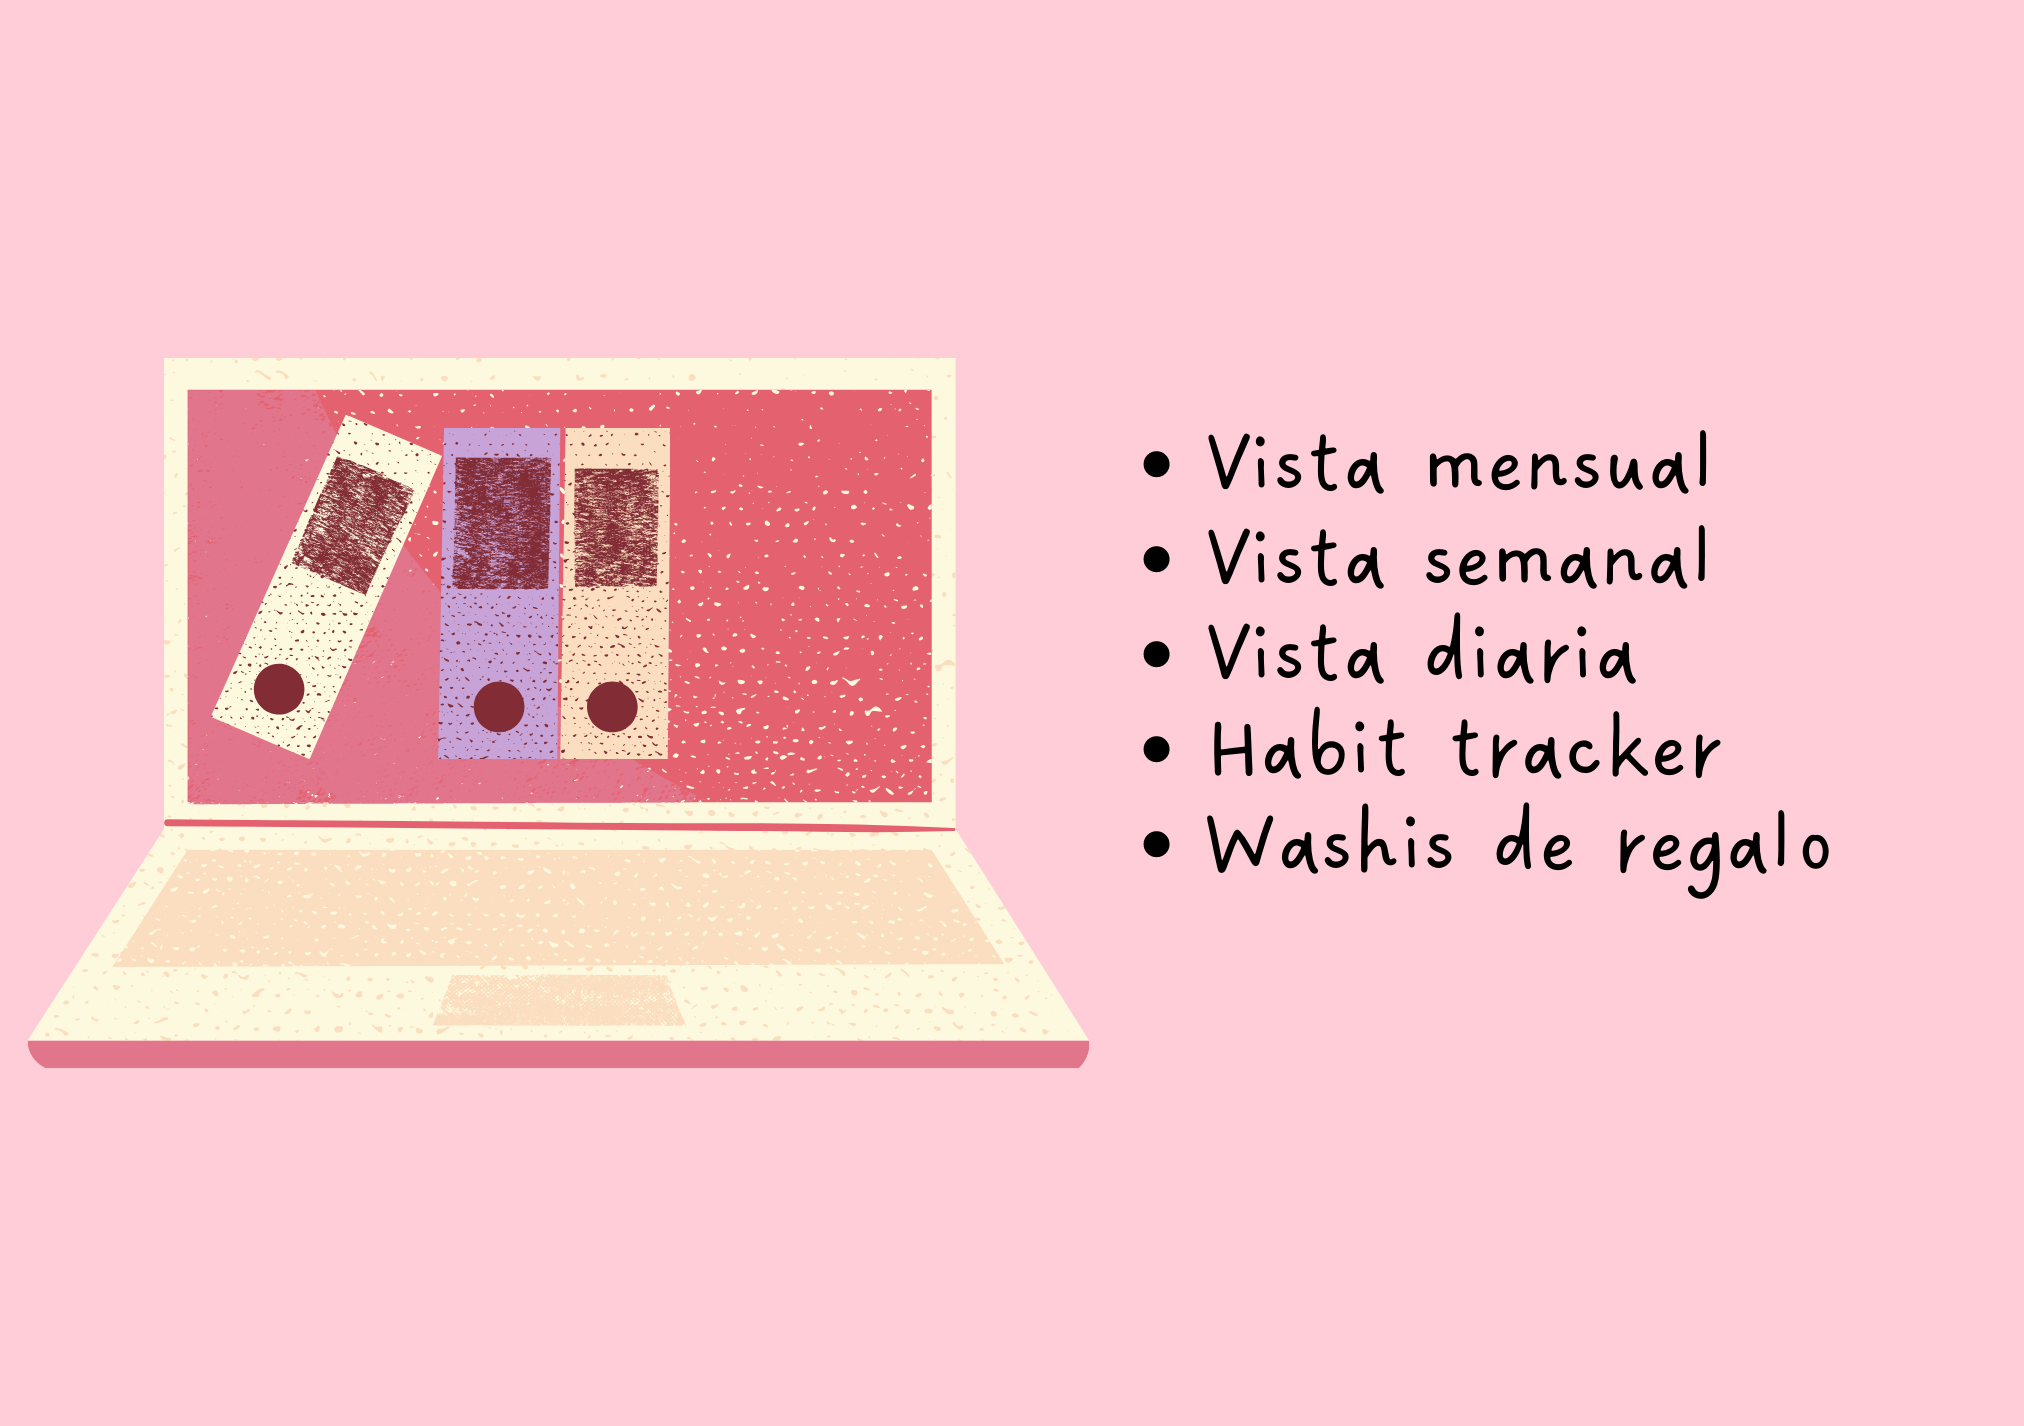 • Vista mensual
• Vista semanal
• Vista diaria
• Habit tracker
• Washis de regalo